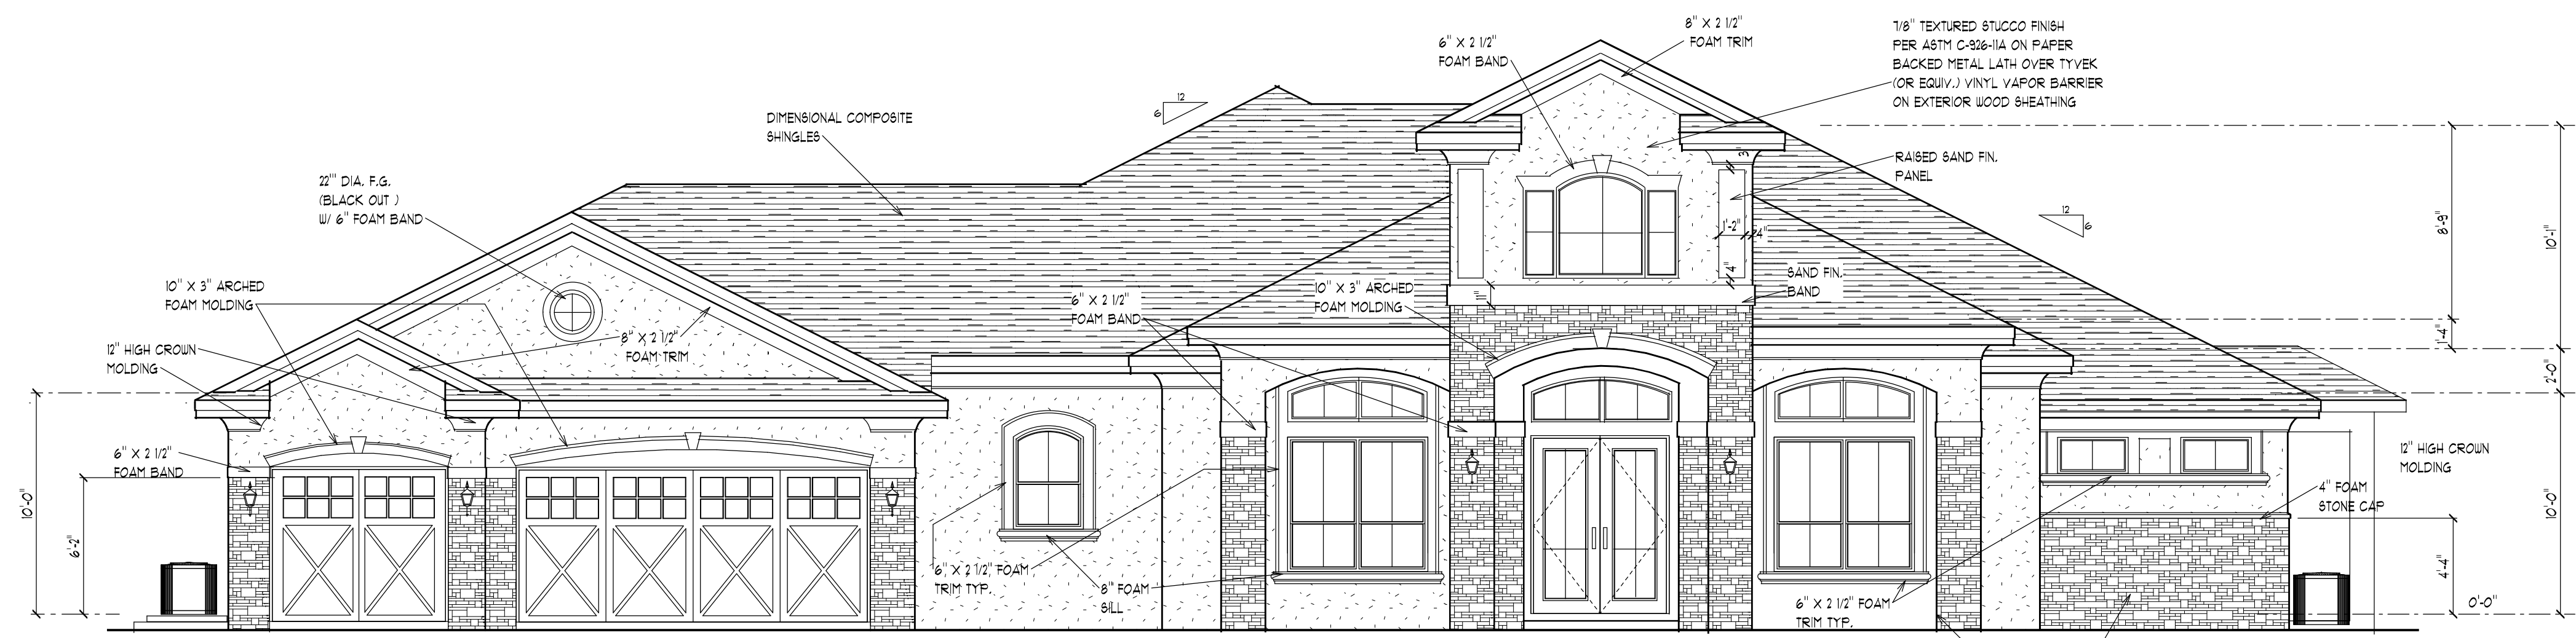 8" X 2 1/2"
FOAM TRIM
6" X 2 1/2"
FOAM BAND
7/8" TEXTURED STUCCO FINISH
PER ASTM C-926-11A ON PAPER
BACKED METAL LATH OVER TYVEK
(OR EQUIV.) VINYL VAPOR BARRIER
ON EXTERIOR WOOD SHEATHING
12
6
DIMENSIONAL COMPOSITE
SHINGLES
3"
RAISED SAND FIN.
PANEL
22"' DIA. F.G.
(BLACK OUT )
W/ 6" FOAM BAND
12
6
1'-2"
4"
8'-9"
10'-1"
4"
SAND FIN.
BAND
10" X 3" ARCHED
FOAM MOLDING
6" X 2 1/2"
FOAM BAND
10" X 3" ARCHED
FOAM MOLDING
11"
8" X 2 1/2"
FOAM TRIM
12" HIGH CROWN
MOLDING
1'-4"
2'-0"
6" X 2 1/2"
FOAM BAND
12" HIGH CROWN
MOLDING
4" FOAM
STONE CAP
10'-0"
6'-2"
10'-0"
4'-4"
6" X 2 1/2" FOAM
TRIM TYP.
8" FOAM
SILL
6" X 2 1/2" FOAM
TRIM TYP.
0'-0"